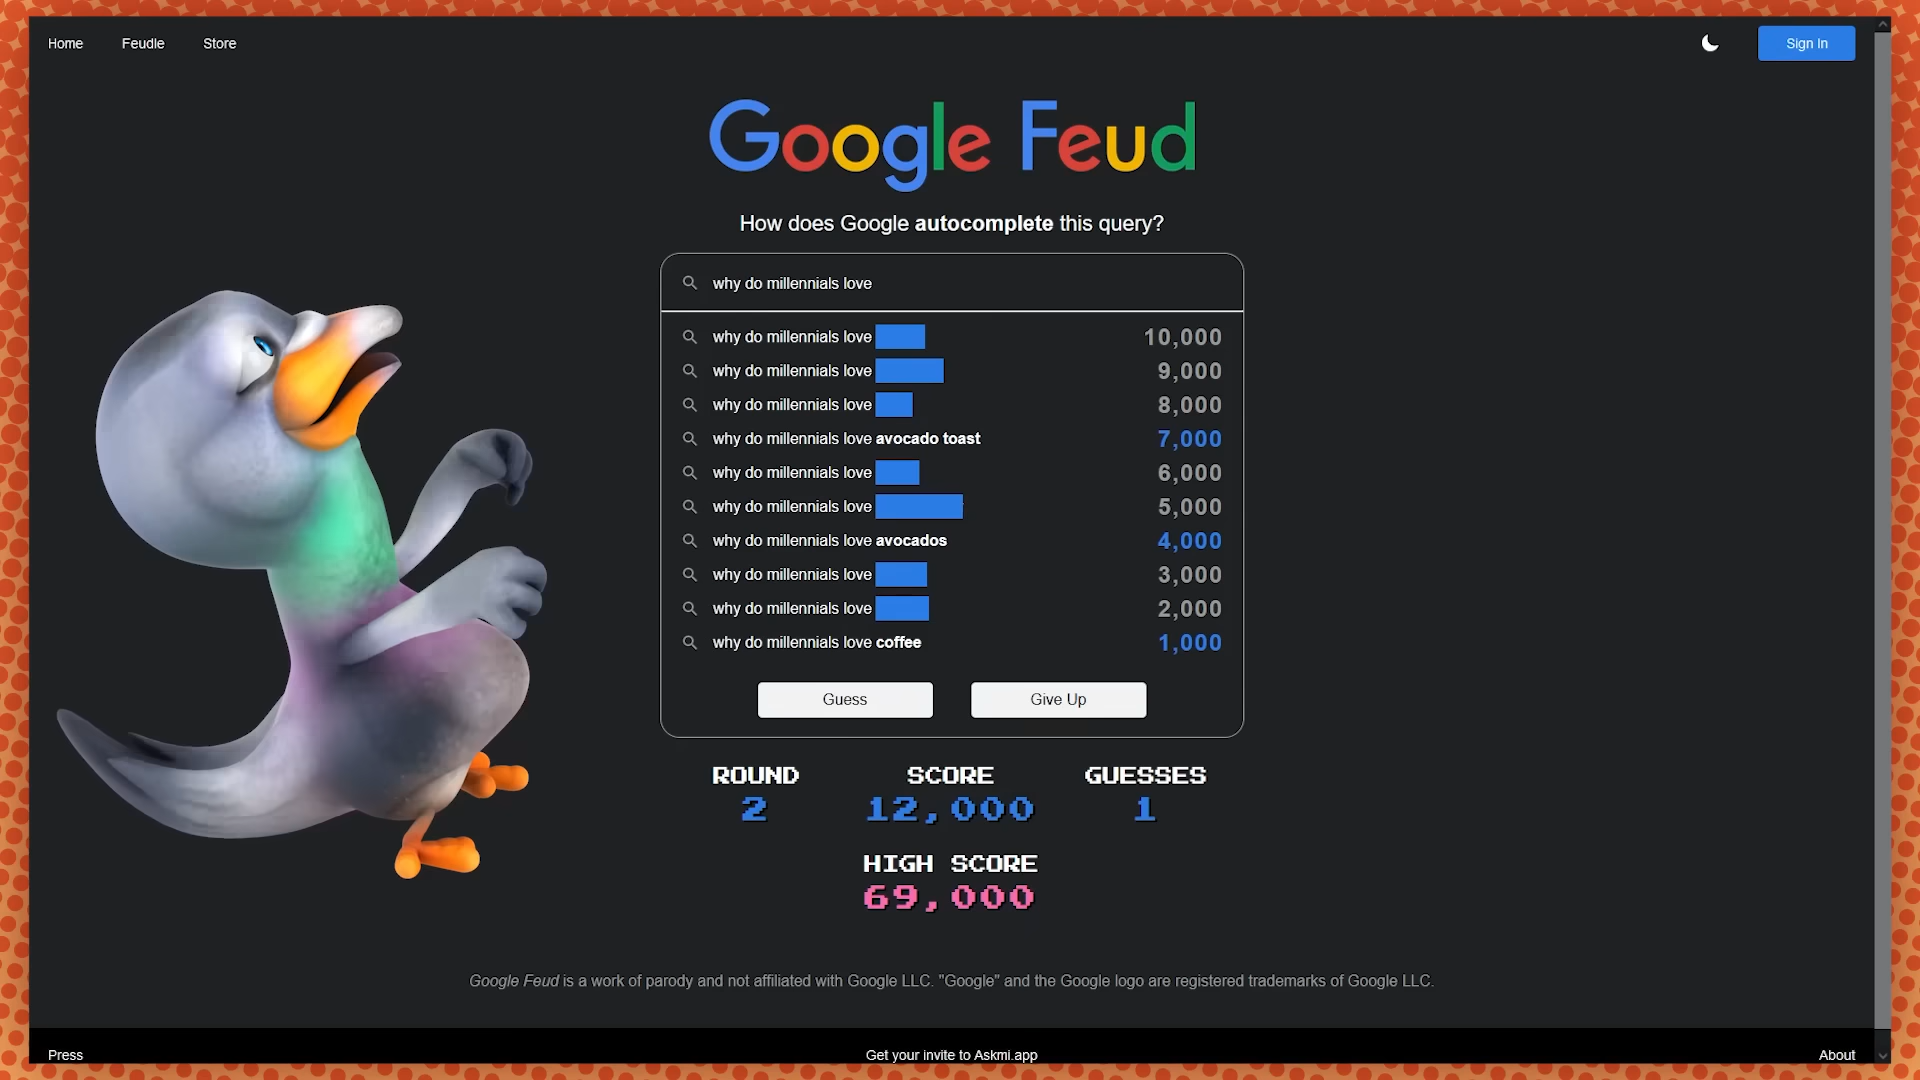 Home Feudle Store Sign In
Google Feud
How does Google autocomplete this query?
why do millennials love
why do millennials love 10,000
why do millennials love 9,000
why do millennials love 8,000
why do millennials love avocado toast 7,000
why do millennials love 6,000
why do millennials love 5,000
why do millennials love avocados 4,000
why do millennials love 3,000
why do millennials love 2,000
why do millennials love coffee 1,000
Guess Give Up
ROUND SCORE GUESSES
2 12,000 1
HIGH SCORE
69,000
Google Feud is a work of parody and not affiliated with Google LLC. "Google" and the Google logo are registered trademarks of Google LLC.
Press Get your invite to Askmi.app About